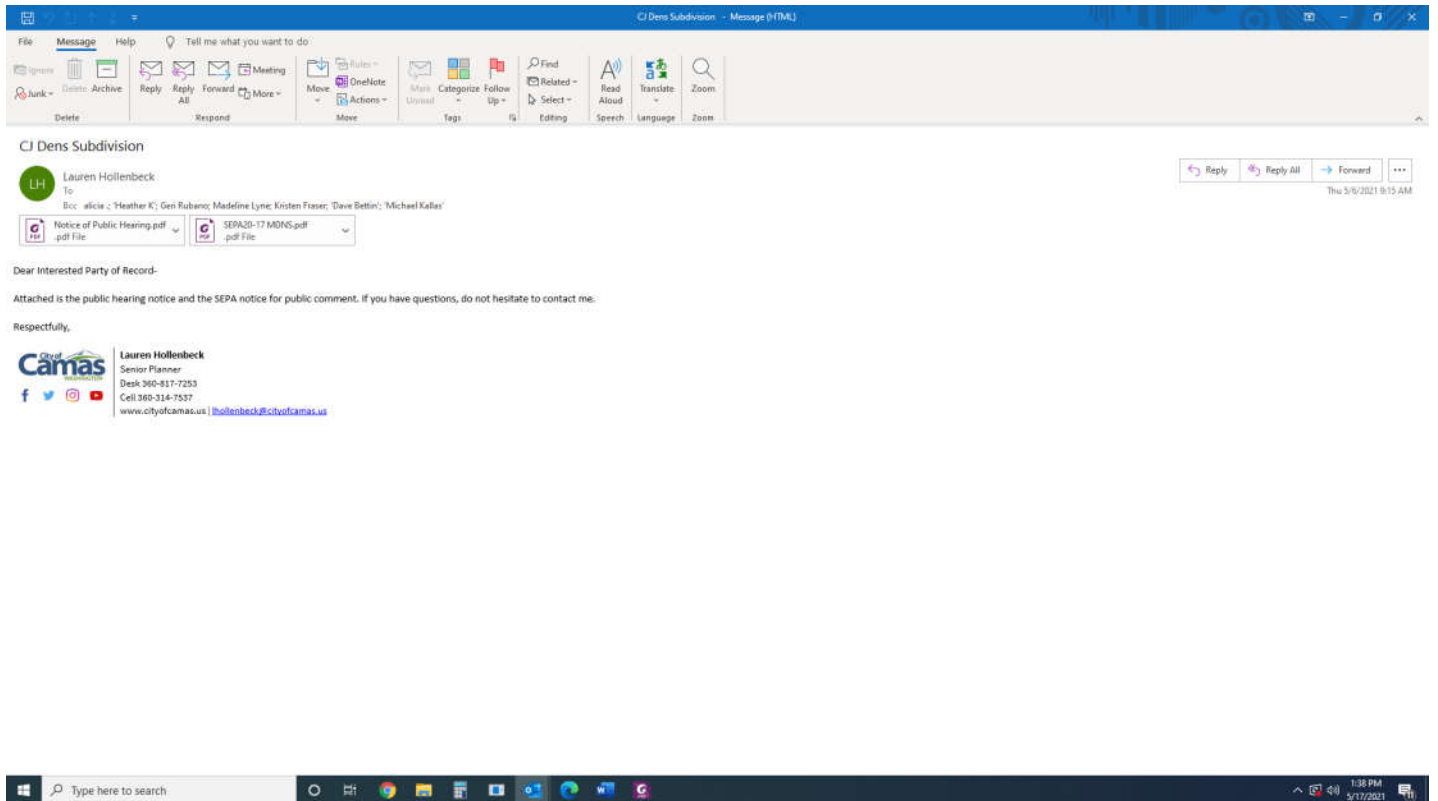 CJ Dens Subdivision - Message (HTML)
File Message Help Tell me what you want to do
Ignore
Junk
Delete Archive
Reply Reply All Forward
Meeting
More
Move
Rules
OneNote
Actions
Mark Unread Categorize Follow Up
Find
Related
Select
Read Aloud
Translate
Zoom
Delete Respond Move Tags Editing Speech Language Zoom
CJ Dens Subdivision
LH
Lauren Hollenbeck
To
Bcc alicia .; 'Heather K'; Geri Rubano; Madeline Lyne; Kristen Fraser; 'Dave Bettin'; 'Michael Kallas'
Reply Reply All Forward
Thu 5/6/2021 9:15 AM
Notice of Public Hearing.pdf
.pdf File
SEPA20-17 MDNS.pdf
.pdf File
Dear Interested Party of Record-
Attached is the public hearing notice and the SEPA notice for public comment. If you have questions, do not hesitate to contact me.
Respectfully,
City of
Camas
WASHINGTON
Lauren Hollenbeck
Senior Planner
Desk 360-817-7253
Cell 360-314-7537
www.cityofcamas.us | lhollenbeck@cityofcamas.us
Type here to search
1:38 PM
5/17/2021